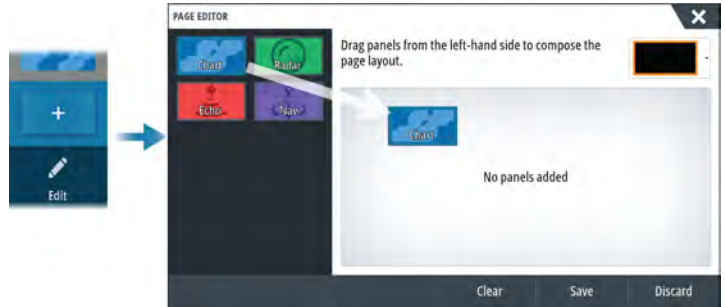 PAGE EDITOR
Drag panels from the left-hand side to compose the
page layout.
Chart
Radar
Echo
Nav
Chart
No panels added
+
Edit
Clear
Save
Discard